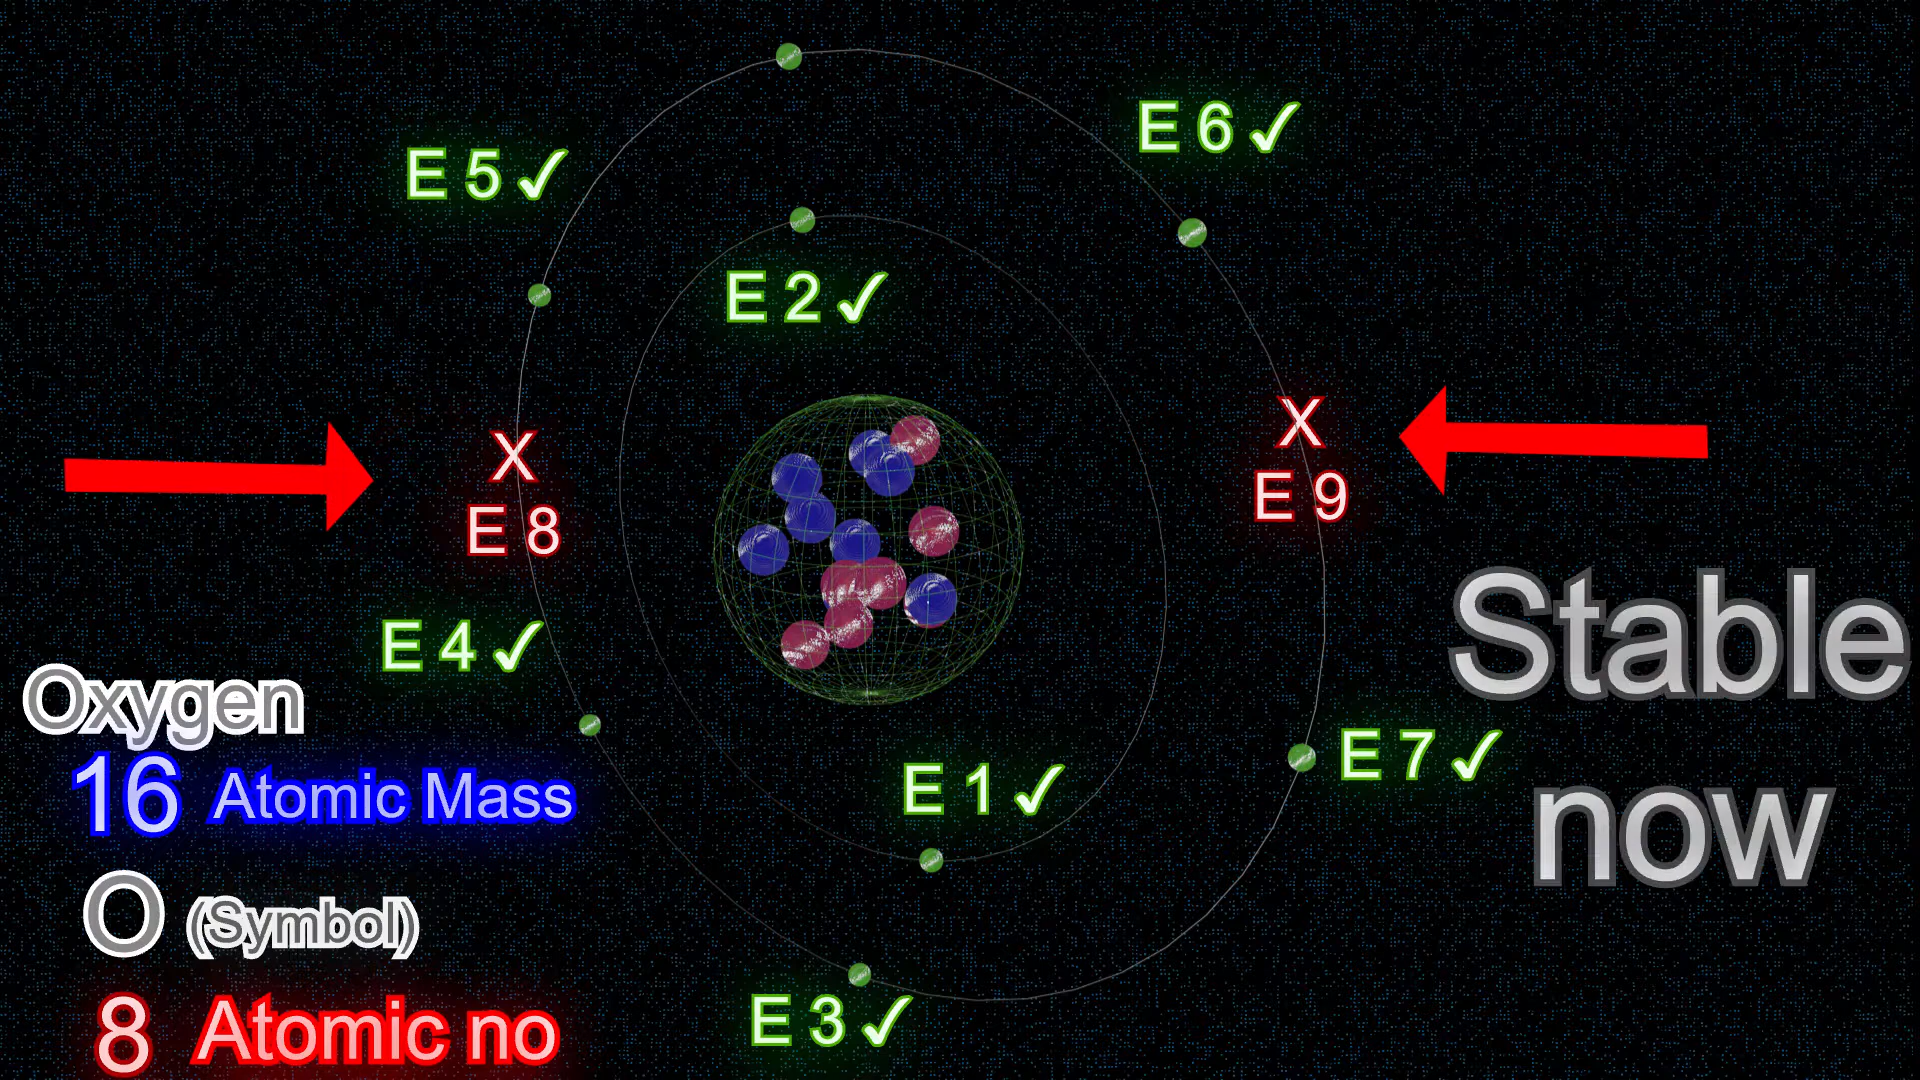 E 6 ✓
E 5 ✓
E 2 ✓
X
E 9
X
E 8
E 4 ✓
Stable
now
Oxygen
16 Atomic Mass
E 7 ✓
E 1 ✓
O (Symbol)
8 Atomic no
E 3 ✓